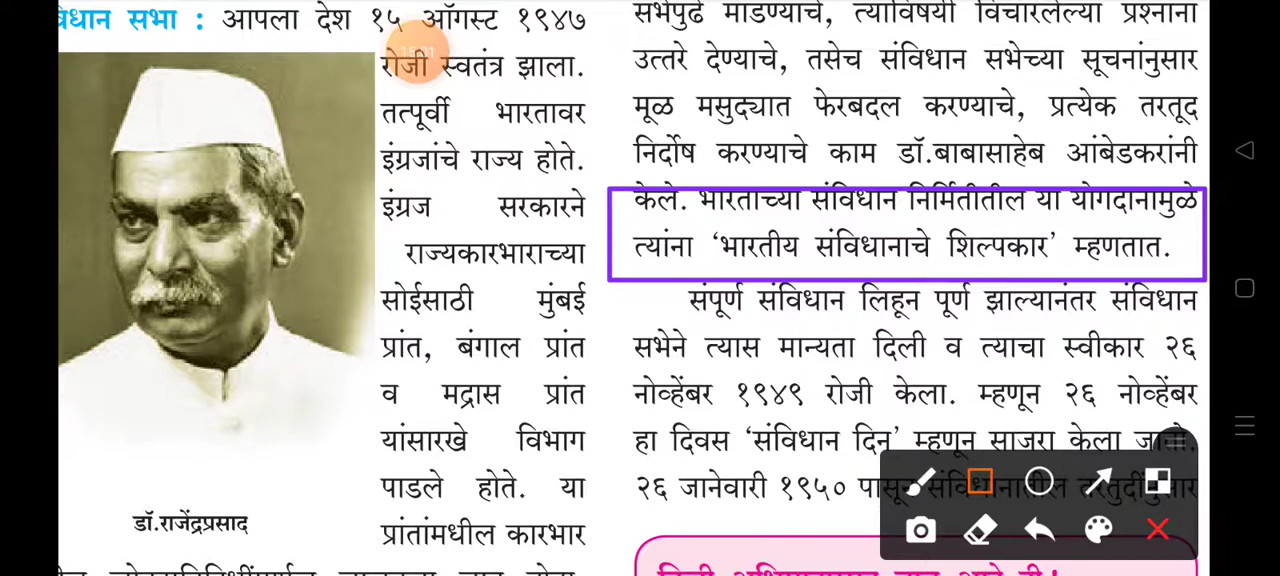 विधान सभा : आपला देश १५ ऑगस्ट १९४७
रोजी स्वतंत्र झाला.
तत्पूर्वी भारतावर
इंग्रजांचे राज्य होते.
इंग्रज सरकारने
राज्यकारभाराच्या
सोईसाठी मुंबई
प्रांत, बंगाल प्रांत
व मद्रास प्रांत
यांसारखे विभाग
पाडले होते. या
प्रांतांमधील कारभार
डॉ.राजेंद्रप्रसाद
सभेपुढे माडण्याचे, त्याविषयी विचारलेल्या प्रश्नांना
उत्तरे देण्याचे, तसेच संविधान सभेच्या सूचनांनुसार
मूळ मसुद्यात फेरबदल करण्याचे, प्रत्येक तरतूद
निर्दोष करण्याचे काम डॉ.बाबासाहेब आंबेडकरांनी
केले. भारताच्या संविधान निर्मितीतील या योगदानामुळे
त्यांना ‘भारतीय संविधानाचे शिल्पकार’ म्हणतात.
संपूर्ण संविधान लिहून पूर्ण झाल्यानंतर संविधान
सभेने त्यास मान्यता दिली व त्याचा स्वीकार २६
नोव्हेंबर १९४९ रोजी केला. म्हणून २६ नोव्हेंबर
हा दिवस ‘संविधान दिन’ म्हणून साजरा केला जातो.
२६ जानेवारी १९५० पासून संविधानातील तरतुदींनुसार